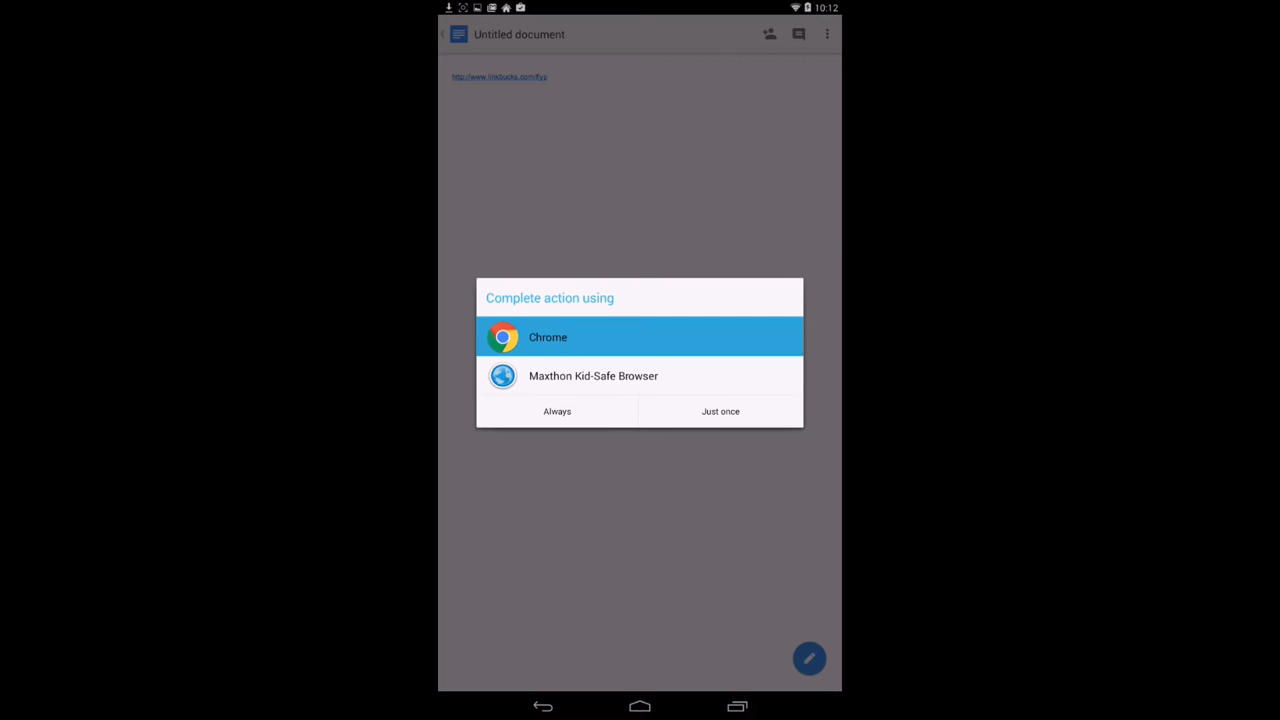 10:12
Untitled document
http://www.linkbucks.com/flyp
Complete action using
Chrome
Maxthon Kid-Safe Browser
Always
Just once